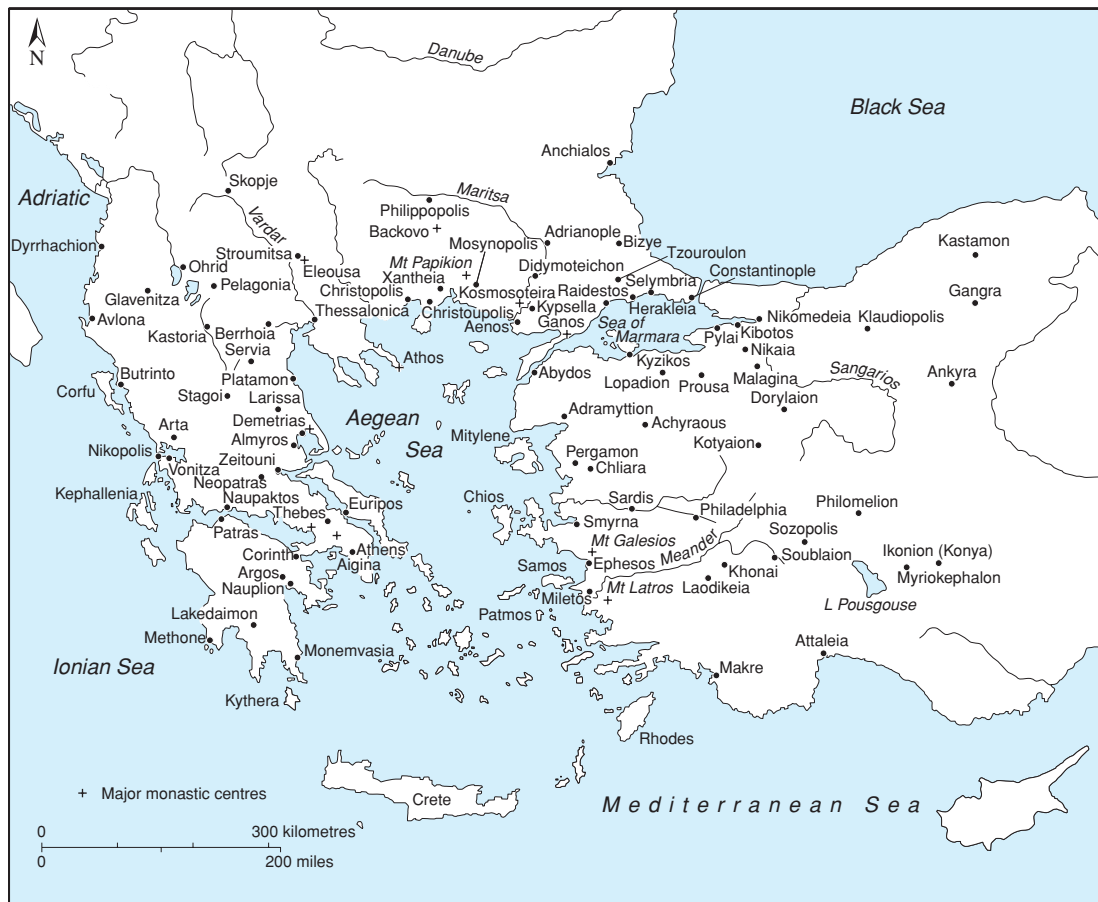 N
Danube
Black Sea
Anchialos
Adriatic
Skopje
Maritsa
Vardar
Philippopolis
Backovo
Dyrrhachion
Stroumitsa
Mosynopolis
Adrianople
Bizye
Tzouroulon
Kastamon
Ohrid
Eleousa
Mt Papikion
Didymoteichon
Constantinople
Xantheia
Selymbria
Glavenitza
Pelagonia
Christopolis
Kosmosoteira
Raidestos
Gangra
Avlona
Thessalonica
Christoupolis
Kypsella
Herakleia
Nikomedeia
Klaudiopolis
Kastoria
Berrhoia
Aenos
Ganos
Sea of
Marmara
Pylai
Kibotos
Servia
Athos
Kyzikos
Nikaia
Butrinto
Platamon
Abydos
Lopadion
Prousa
Malagina
Sangarios
Ankyra
Corfu
Stagoi
Larissa
Dorylaion
Arta
Demetrias
Aegean
Sea
Adramyttion
Achyraous
Nikopolis
Almyros
Mitylene
Kotyaion
Vonitza
Zeitouni
Pergamon
Chliara
Neopatras
Kephallenia
Naupaktos
Euripos
Chios
Sardis
Philadelphia
Philomelion
Thebes
Smyrna
Patras
Mt Galesios
Sozopolis
Corinth
Athens
Samos
Ephesos
Meander
Soublaion
Ikonion (Konya)
Aigina
Khonai
Myriokephalon
Argos
Nauplion
Miletos
Mt Latros
Laodikeia
L Pousgouse
Lakedaimon
Patmos
Methone
Attaleia
Ionian Sea
Monemvasia
Makre
Kythera
Rhodes
+ Major monastic centres
Crete
Mediterranean Sea
0 300 kilometres
0 200 miles